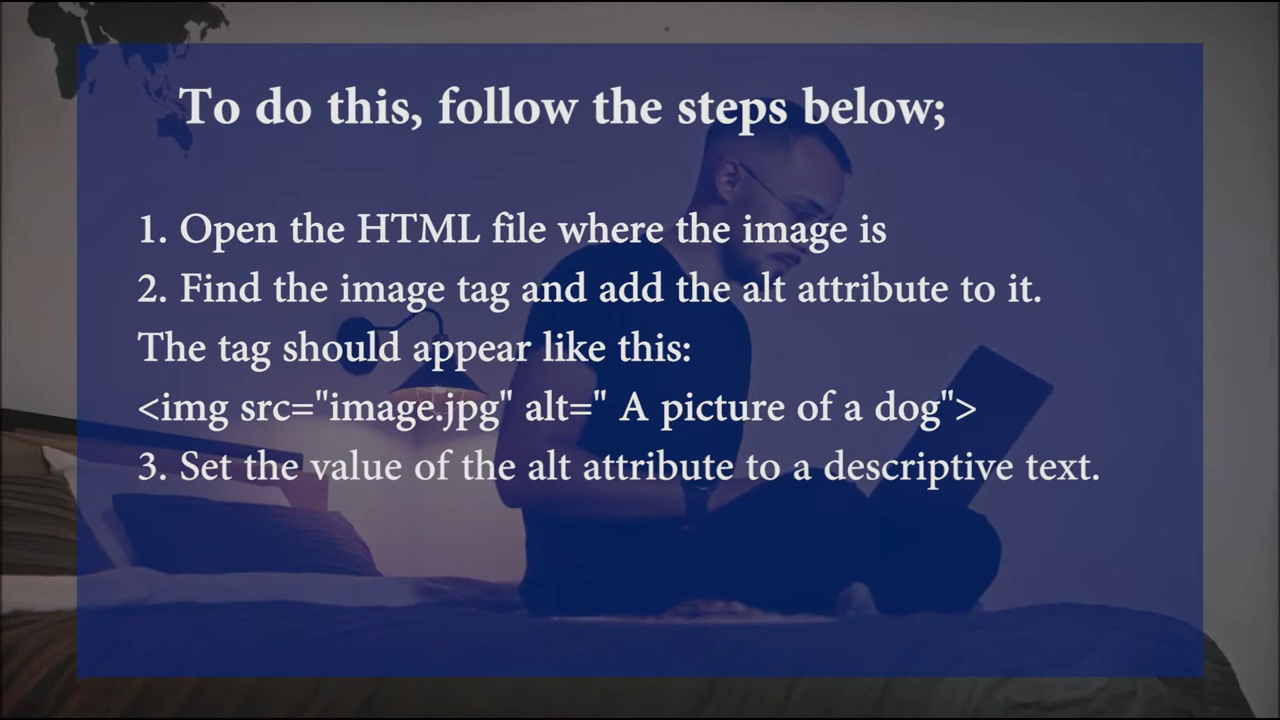 To do this, follow the steps below;
1. Open the HTML file where the image is
2. Find the image tag and add the alt attribute to it.
The tag should appear like this:
<img src="image.jpg" alt=" A picture of a dog">
3. Set the value of the alt attribute to a descriptive text.